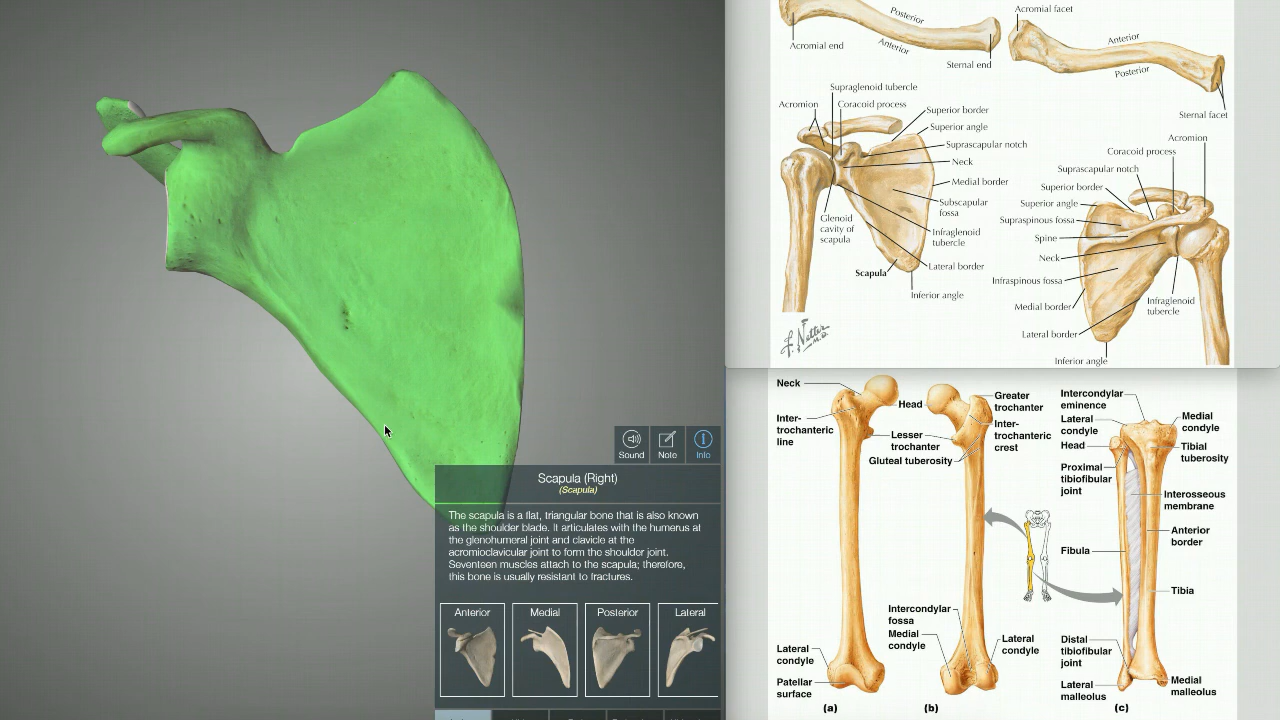 Sound
Note
Info
Scapula (Right)
(Scapula)
The scapula is a flat, triangular bone that is also known
as the shoulder blade. It articulates with the humerus at
the glenohumeral joint and clavicle at the
acromioclavicular joint to form the shoulder joint.
Seventeen muscles attach to the scapula; therefore,
this bone is usually resistant to fractures.
Anterior
Medial
Posterior
Lateral
Posterior
Anterior
Acromial end
Sternal end
Acromial facet
Anterior
Posterior
Sternal facet
Supraglenoid tubercle
Acromion
Coracoid process
Superior border
Superior angle
Suprascapular notch
Neck
Medial border
Subscapular
fossa
Glenoid
cavity of
scapula
Infraglenoid
tubercle
Lateral border
Scapula
Inferior angle
Acromion
Coracoid process
Suprascapular notch
Superior border
Superior angle
Supraspinous fossa
Spine
Neck
Infraspinous fossa
Medial border
Infraglenoid
tubercle
Lateral border
Inferior angle
F. Netter
M.D.
Neck
Inter-
trochanteric
line
Head
Lesser
trochanter
Gluteal tuberosity
Greater
trochanter
Inter-
trochanteric
crest
Intercondylar
fossa
Medial
condyle
Lateral
condyle
Lateral
condyle
Patellar
surface
(a)
(b)
Intercondylar
eminence
Lateral
condyle
Head
Proximal
tibiofibular
joint
Medial
condyle
Tibial
tuberosity
Interosseous
membrane
Anterior
border
Fibula
Tibia
Distal
tibiofibular
joint
Lateral
malleolus
Medial
malleolus
(c)